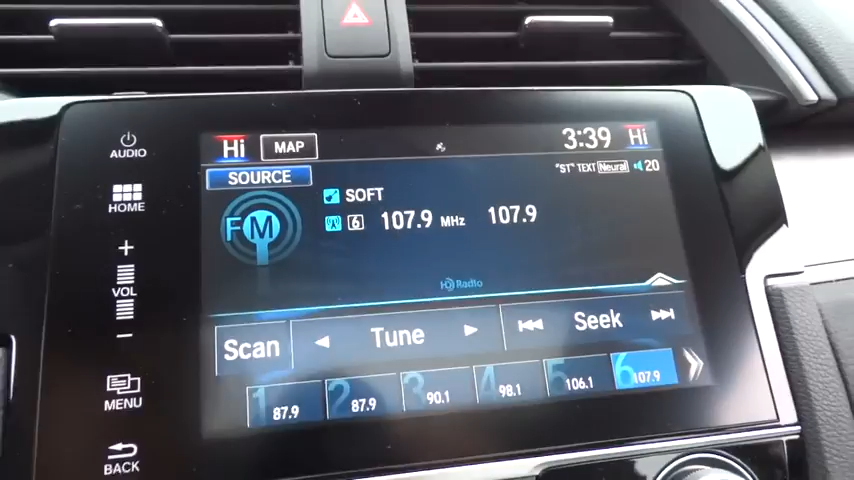 AUDIO
HOME
VOL
MENU
BACK
Hi MAP 3:39 Hi
SOURCE "ST" TEXT Neural 20
FM
SOFT
6 107.9 MHz 107.9
HD Radio
Scan Tune Seek
1 87.9 2 87.9 3 90.1 4 98.1 5 106.1 6 107.9